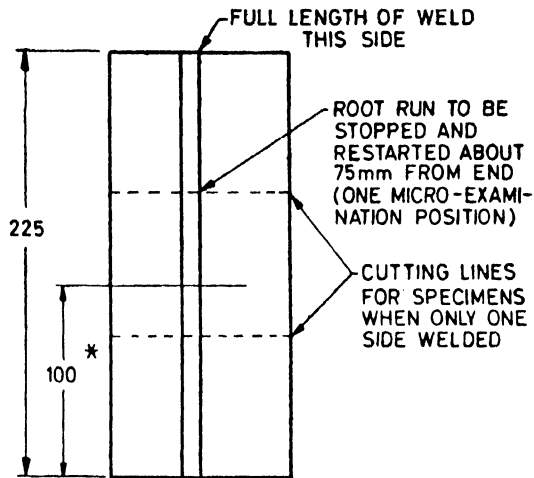 FULL LENGTH OF WELD
THIS SIDE
ROOT RUN TO BE
STOPPED AND
RESTARTED ABOUT
75mm FROM END
(ONE MICRO-EXAMI-
NATION POSITION)
225
CUTTING LINES
FOR SPECIMENS
WHEN ONLY ONE
SIDE WELDED
100 *